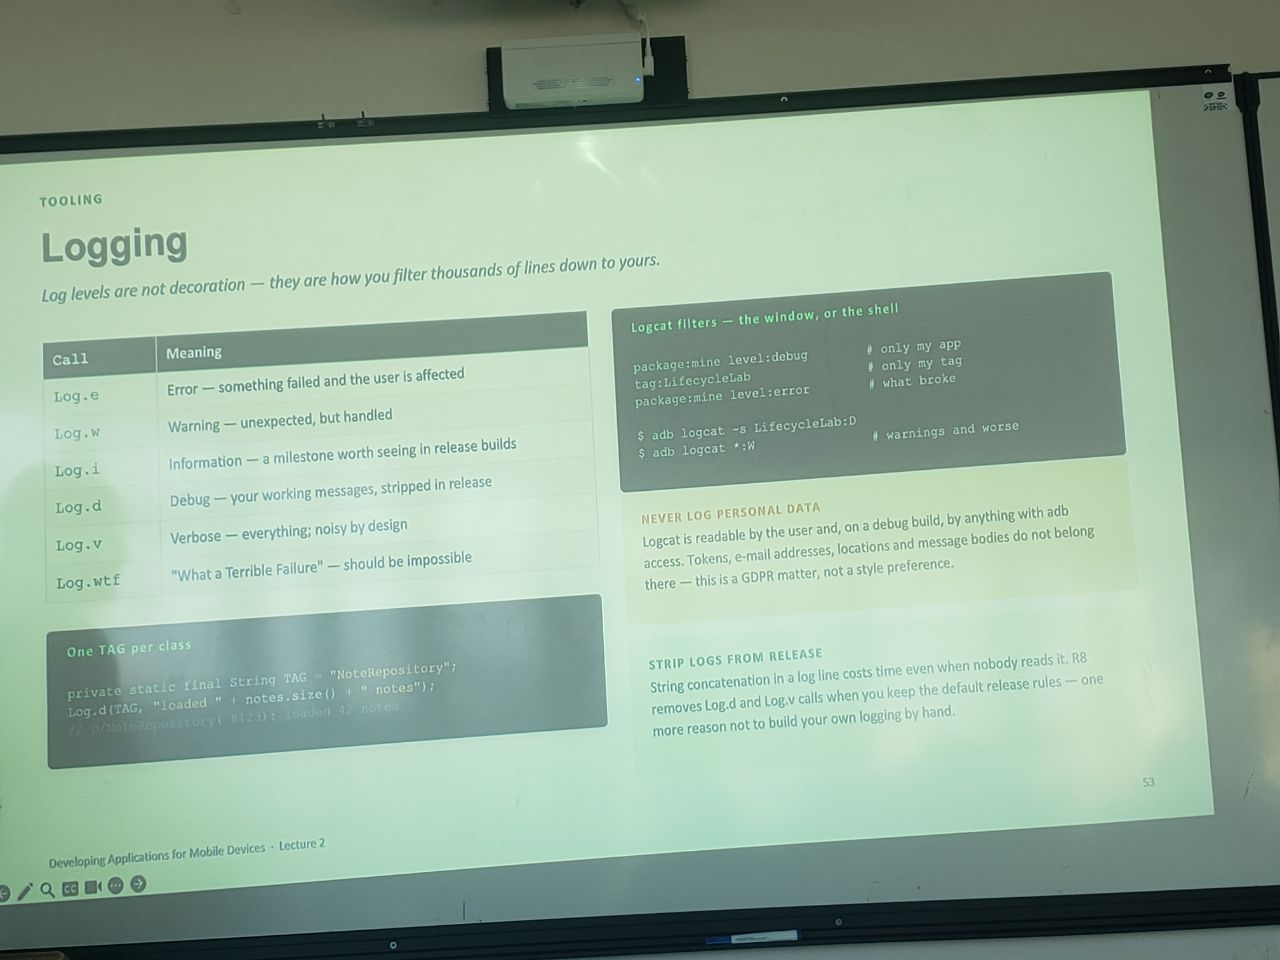 TOOLING
Logging
Log levels are not decoration — they are how you filter thousands of lines down to yours.
Call Meaning
Log.e Error — something failed and the user is affected
Log.w Warning — unexpected, but handled
Log.i Information — a milestone worth seeing in release builds
Log.d Debug — your working messages, stripped in release
Log.v Verbose — everything; noisy by design
Log.wtf "What a Terrible Failure" — should be impossible
One TAG per class
private static final String TAG = "NoteRepository";
Log.d(TAG, "loaded " + notes.size() + " notes");
// D/NoteRepository( 8123): loaded 42 notes
Logcat filters — the window, or the shell
package:mine level:debug # only my app
tag:LifecycleLab # only my tag
package:mine level:error # what broke
$ adb logcat -s LifecycleLab:D
$ adb logcat *:W # warnings and worse
NEVER LOG PERSONAL DATA
Logcat is readable by the user and, on a debug build, by anything with adb
access. Tokens, e-mail addresses, locations and message bodies do not belong
there — this is a GDPR matter, not a style preference.
STRIP LOGS FROM RELEASE
String concatenation in a log line costs time even when nobody reads it. R8
removes Log.d and Log.v calls when you keep the default release rules — one
more reason not to build your own logging by hand.
53
Developing Applications for Mobile Devices · Lecture 2
CC